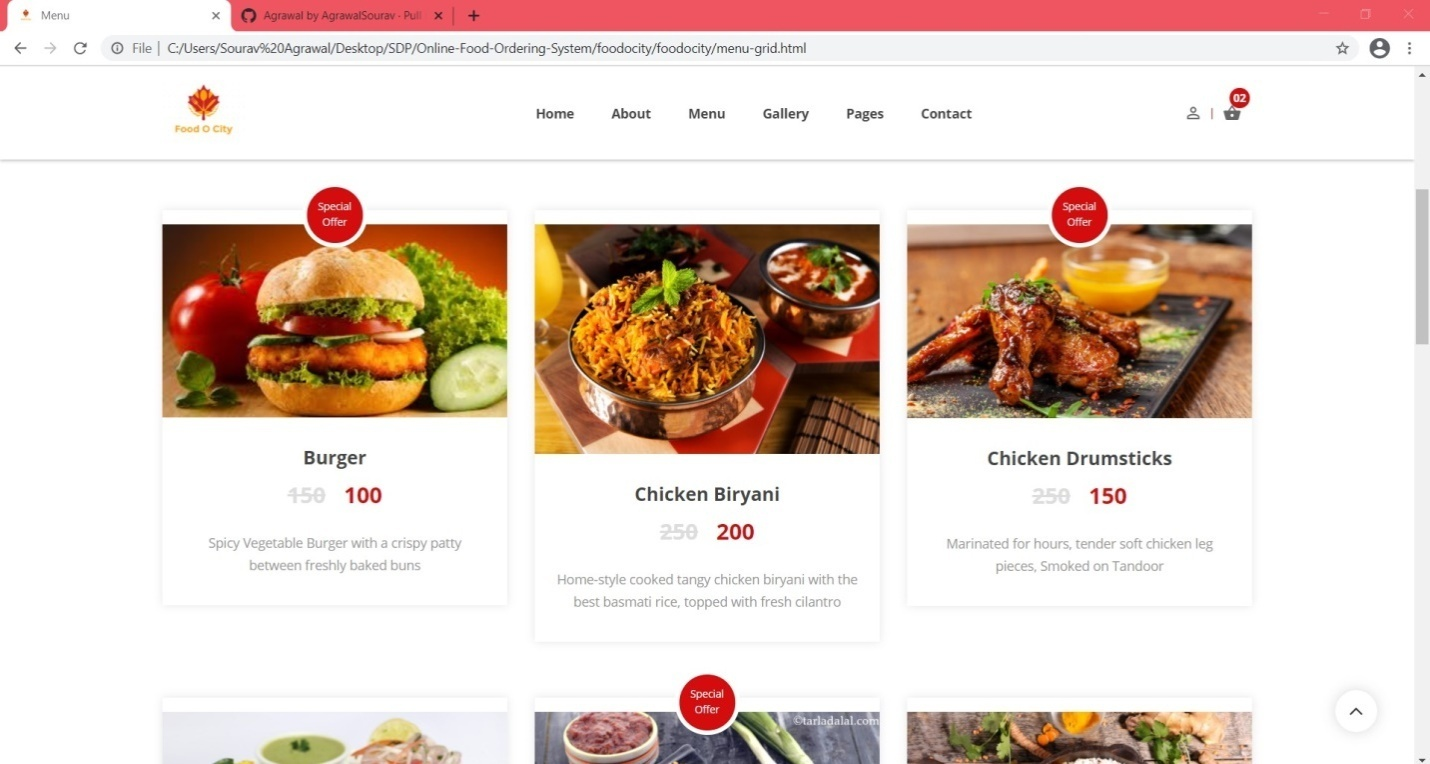 Menu
Agrawal by AgrawalSourav · Pull
File | C:/Users/Sourav%20Agrawal/Desktop/SDP/Online-Food-Ordering-System/foodocity/foodocity/menu-grid.html
Food O City
Home
About
Menu
Gallery
Pages
Contact
02
Special
Offer
Burger
150 100
Spicy Vegetable Burger with a crispy patty
between freshly baked buns
Chicken Biryani
250 200
Home-style cooked tangy chicken biryani with the
best basmati rice, topped with fresh cilantro
Special
Offer
Chicken Drumsticks
250 150
Marinated for hours, tender soft chicken leg
pieces, Smoked on Tandoor
Special
Offer
©tarladalal.com